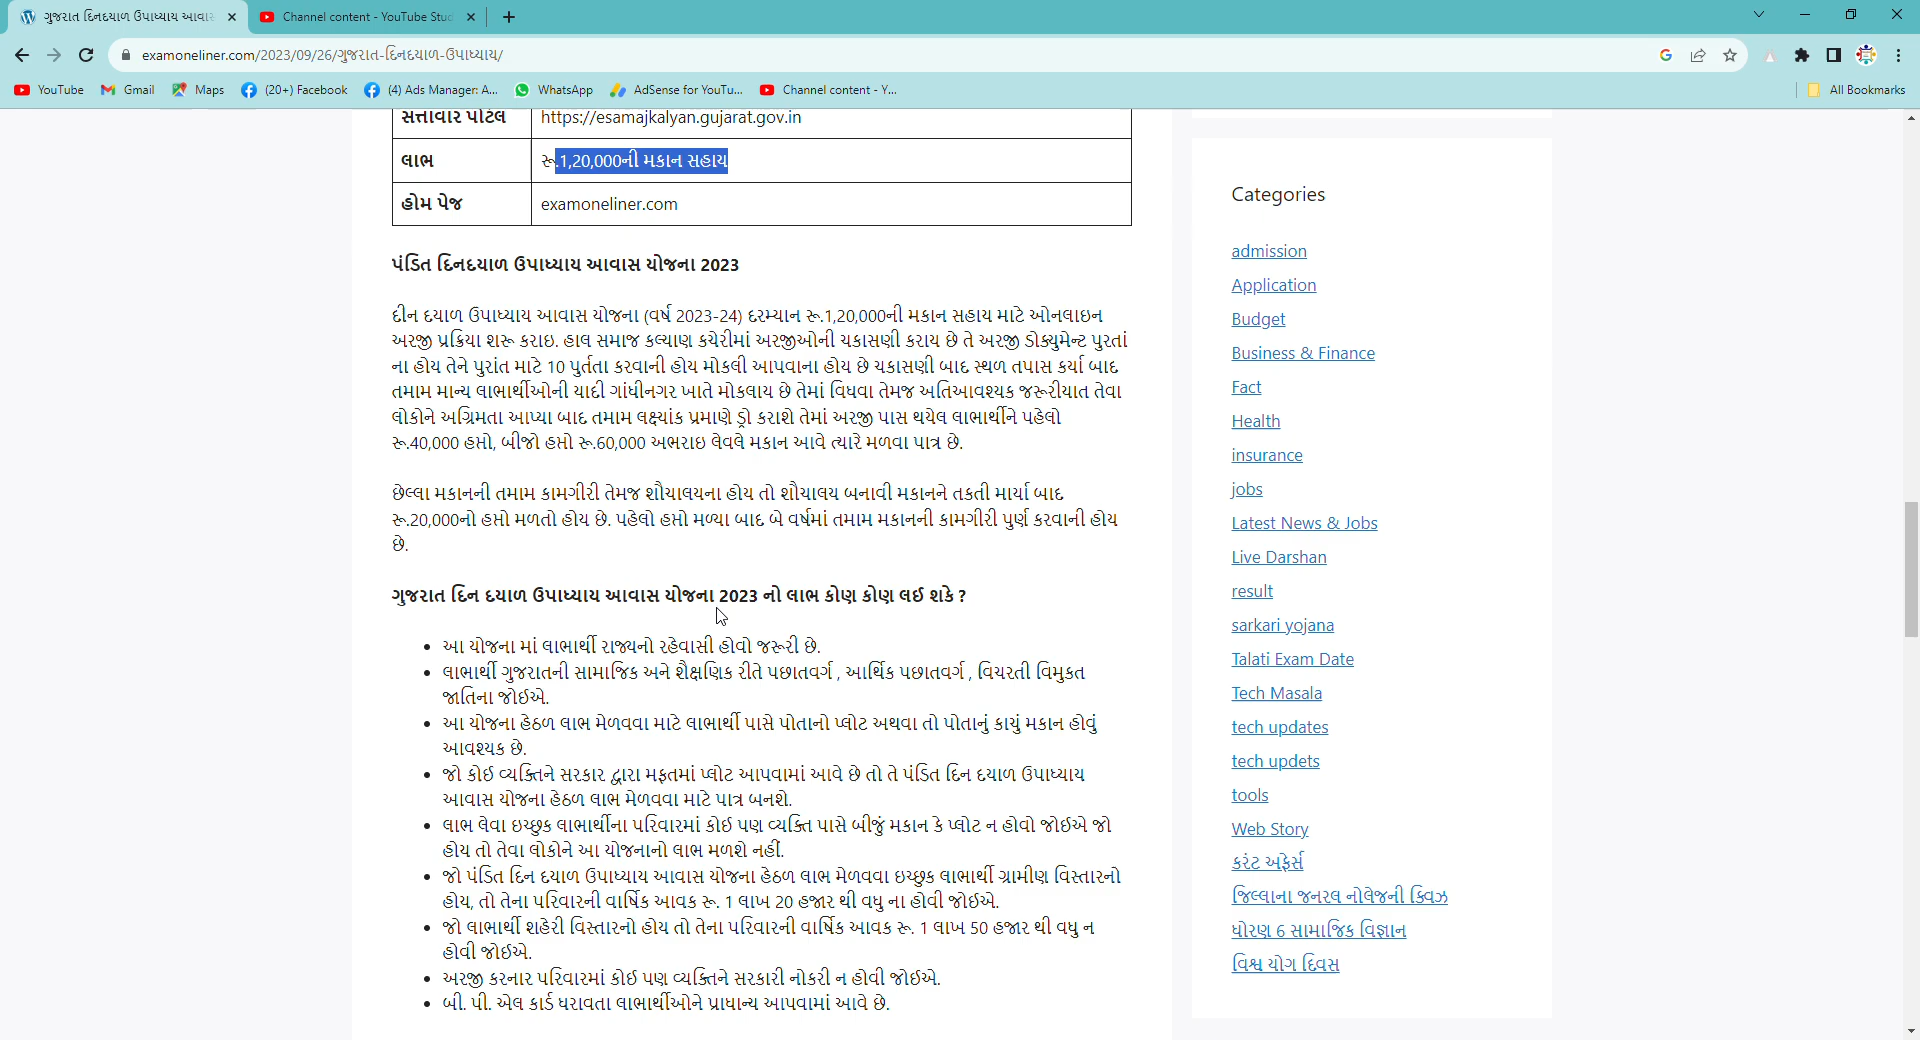 ગુજરાત દિનદયાળ ઉપાધ્યાય આવાસ
Channel content - YouTube Stud
examoneliner.com/2023/09/26/ગુજરાત-દિનદયાળ-ઉપાધ્યાય/
YouTube Gmail Maps (20+) Facebook (4) Ads Manager: A... WhatsApp AdSense for YouTu... Channel content - Y... All Bookmarks
સત્તાવાર પોર્ટલ https://esamajkalyan.gujarat.gov.in
લાભ રૂ.1,20,000ની મકાન સહાય
હોમ પેજ examoneliner.com
પંડિત દિનદયાળ ઉપાધ્યાય આવાસ યોજના 2023
દીન દયાળ ઉપાધ્યાય આવાસ યોજના (વર્ષ 2023-24) દરમ્યાન રૂ.1,20,000ની મકાન સહાય માટે ઓનલાઇન
અરજી પ્રક્રિયા શરૂ કરાઇ. હાલ સમાજ કલ્યાણ કચેરીમાં અરજીઓની ચકાસણી કરાય છે તે અરજી ડોક્યુમેન્ટ પુરતાં
ના હોય તેને પુરાંત માટે 10 પુર્તતા કરવાની હોય મોકલી આપવાના હોય છે ચકાસણી બાદ સ્થળ તપાસ કર્યા બાદ
તમામ માન્ય લાભાર્થીઓની યાદી ગાંધીનગર ખાતે મોકલાય છે તેમાં વિધવા તેમજ અતિઆવશ્યક જરૂરીયાત તેવા
લોકોને અગ્રિમતા આપ્યા બાદ તમામ લક્ષ્યાંક પ્રમાણે ડ્રો કરાશે તેમાં અરજી પાસ થયેલ લાભાર્થીને પહેલો
રૂ.40,000 હપ્તો, બીજો હપ્તો રૂ.60,000 અભરાઇ લેવલે મકાન આવે ત્યારે મળવા પાત્ર છે.
છેલ્લા મકાનની તમામ કામગીરી તેમજ શૌચાલયના હોય તો શૌચાલય બનાવી મકાનને તકતી માર્યા બાદ
રૂ.20,000નો હપ્તો મળતો હોય છે. પહેલો હપ્તો મળ્યા બાદ બે વર્ષમાં તમામ મકાનની કામગીરી પુર્ણ કરવાની હોય
છે.
ગુજરાત દિન દયાળ ઉપાધ્યાય આવાસ યોજના 2023 નો લાભ કોણ કોણ લઈ શકે ?
• આ યોજના માં લાભાર્થી રાજ્યનો રહેવાસી હોવો જરૂરી છે.
• લાભાર્થી ગુજરાતની સામાજિક અને શૈક્ષણિક રીતે પછાતવર્ગ , આર્થિક પછાતવર્ગ , વિચરતી વિમુકત
જાતિના જોઈએ.
• આ યોજના હેઠળ લાભ મેળવવા માટે લાભાર્થી પાસે પોતાનો પ્લોટ અથવા તો પોતાનું કાચું મકાન હોવું
આવશ્યક છે.
• જો કોઈ વ્યક્તિને સરકાર દ્વારા મફતમાં પ્લોટ આપવામાં આવે છે તો તે પંડિત દિન દયાળ ઉપાધ્યાય
આવાસ યોજના હેઠળ લાભ મેળવવા માટે પાત્ર બનશે.
• લાભ લેવા ઇચ્છુક લાભાર્થીના પરિવારમાં કોઈ પણ વ્યક્તિ પાસે બીજું મકાન કે પ્લોટ ન હોવો જોઈએ જો
હોય તો તેવા લોકોને આ યોજનાનો લાભ મળશે નહીં.
• જો પંડિત દિન દયાળ ઉપાધ્યાય આવાસ યોજના હેઠળ લાભ મેળવવા ઇચ્છુક લાભાર્થી ગ્રામીણ વિસ્તારનો
હોય, તો તેના પરિવારની વાર્ષિક આવક રૂ. 1 લાખ 20 હજાર થી વધુ ના હોવી જોઈએ.
• જો લાભાર્થી શહેરી વિસ્તારનો હોય તો તેના પરિવારની વાર્ષિક આવક રૂ. 1 લાખ 50 હજાર થી વધુ ન
હોવી જોઈએ.
• અરજી કરનાર પરિવારમાં કોઈ પણ વ્યક્તિને સરકારી નોકરી ન હોવી જોઈએ.
• બી. પી. એલ કાર્ડ ધરાવતા લાભાર્થીઓને પ્રાધાન્ય આપવામાં આવે છે.
Categories
admission
Application
Budget
Business & Finance
Fact
Health
insurance
jobs
Latest News & Jobs
Live Darshan
result
sarkari yojana
Talati Exam Date
Tech Masala
tech updates
tech updets
tools
Web Story
કરંટ અફેર્સ
જિલ્લાના જનરલ નોલેજની ક્વિઝ
ધોરણ 6 સામાજિક વિજ્ઞાન
વિશ્વ યોગ દિવસ